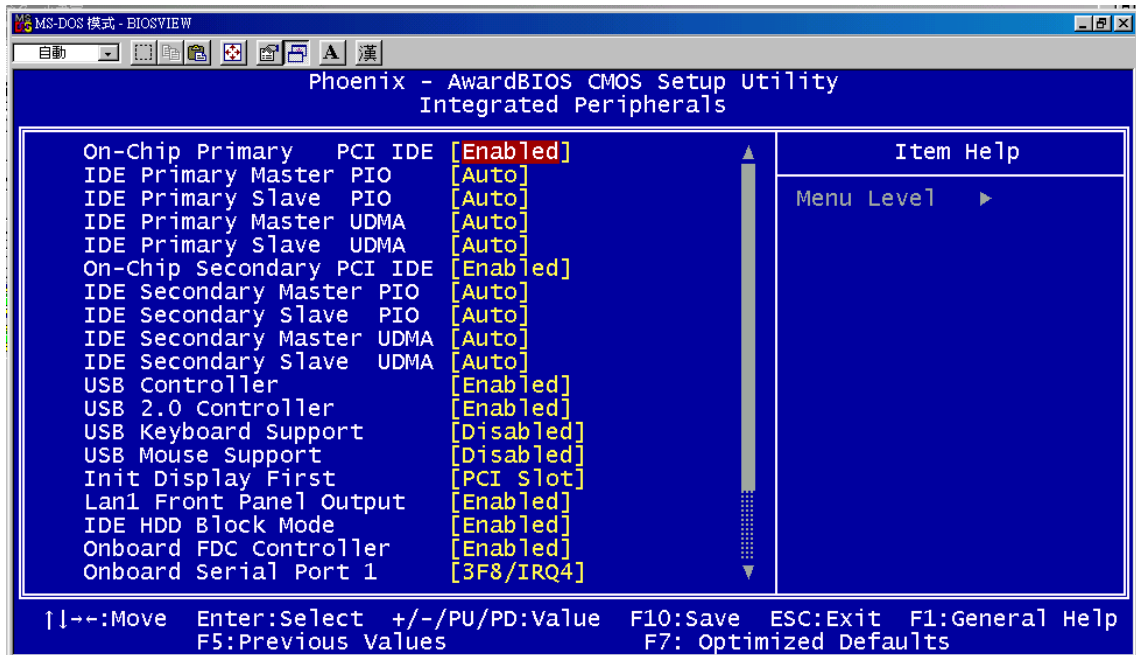 MS-DOS 模式 - BIOSVIEW
自動 A 漢
Phoenix - AwardBIOS CMOS Setup Utility
Integrated Peripherals
On-Chip Primary PCI IDE [Enabled]
IDE Primary Master PIO [Auto]
IDE Primary Slave PIO [Auto]
IDE Primary Master UDMA [Auto]
IDE Primary Slave UDMA [Auto]
On-Chip Secondary PCI IDE [Enabled]
IDE Secondary Master PIO [Auto]
IDE Secondary Slave PIO [Auto]
IDE Secondary Master UDMA [Auto]
IDE Secondary Slave UDMA [Auto]
USB Controller [Enabled]
USB 2.0 Controller [Enabled]
USB Keyboard Support [Disabled]
USB Mouse Support [Disabled]
Init Display First [PCI Slot]
Lan1 Front Panel Output [Enabled]
IDE HDD Block Mode [Enabled]
Onboard FDC Controller [Enabled]
Onboard Serial Port 1 [3F8/IRQ4]
Item Help
Menu Level ▶
↑↓→←:Move Enter:Select +/-/PU/PD:Value F10:Save ESC:Exit F1:General Help
F5:Previous Values F7: Optimized Defaults